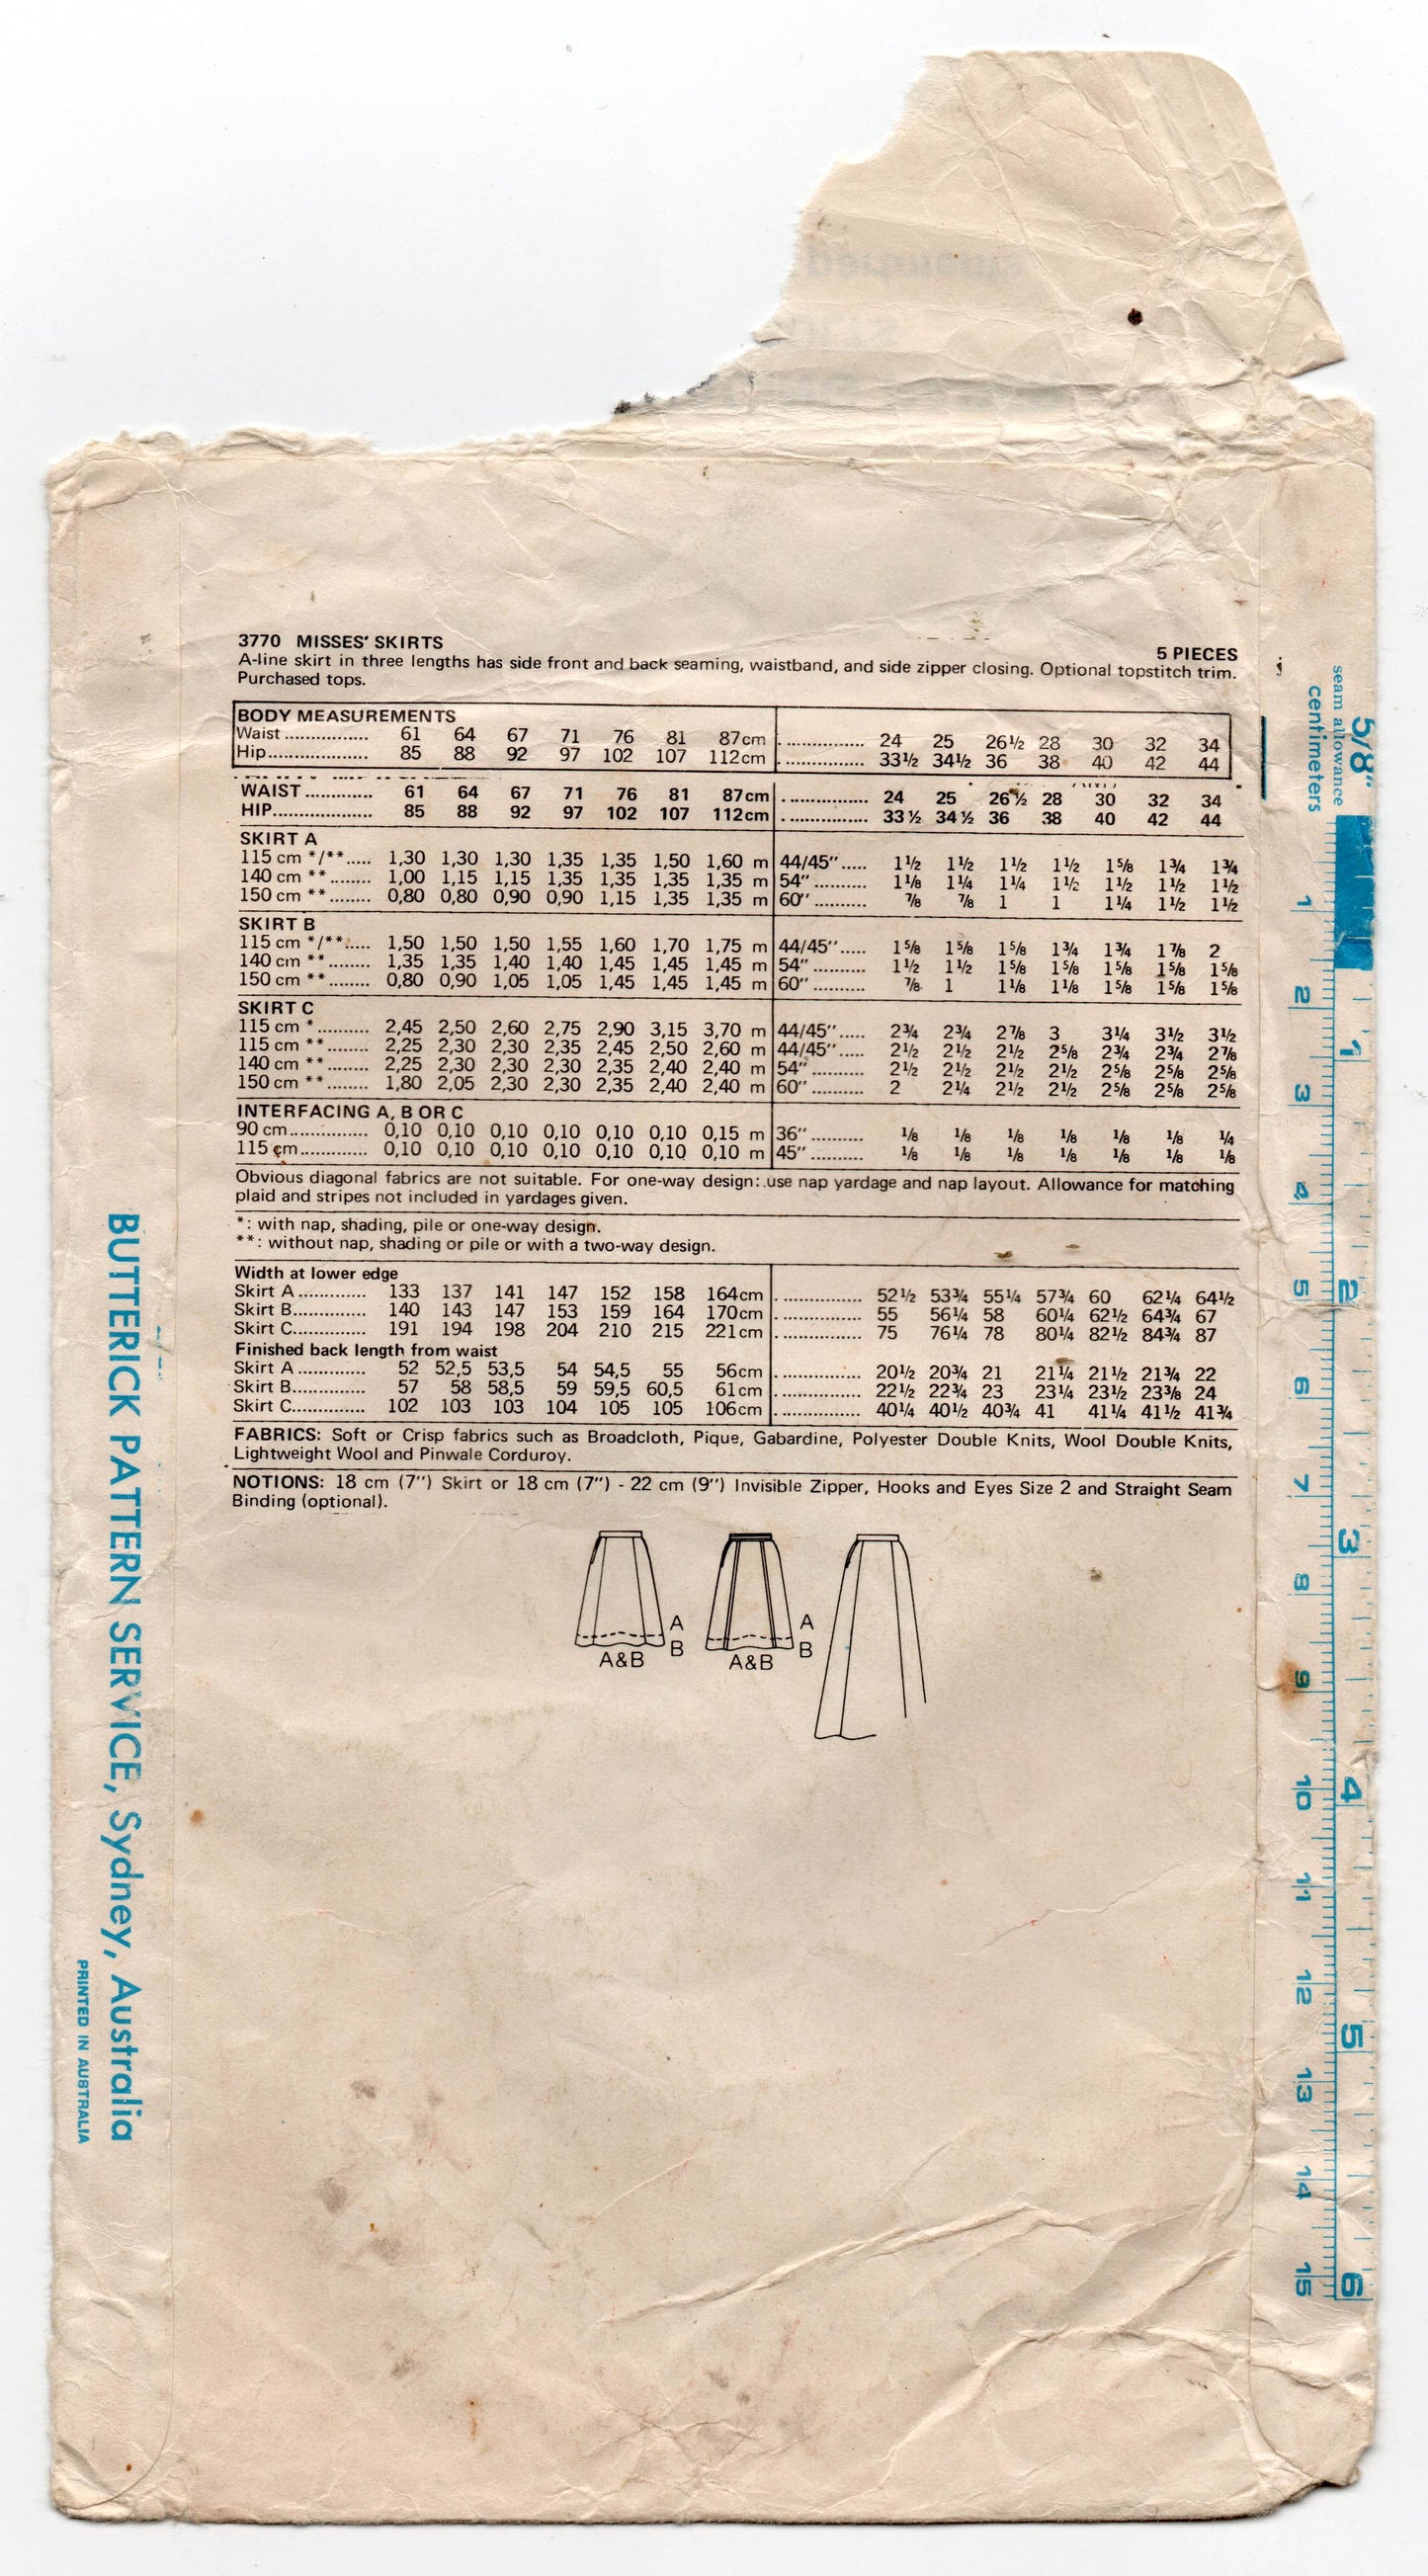 3770 MISSES' SKIRTS
5 PIECES
A-line skirt in three lengths has side front and back seaming, waistband, and side zipper closing. Optional topstitch trim.
Purchased tops.
BODY MEASUREMENTS
Waist ................ 61 64 67 71 76 81 87cm ................ 24 25 26½ 28 30 32 34
Hip................... 85 88 92 97 102 107 112cm ................ 33½ 34½ 36 38 40 42 44
WAIST ............. 61 64 67 71 76 81 87cm ................ 24 25 26½ 28 30 32 34
HIP................... 85 88 92 97 102 107 112cm ................ 33½ 34½ 36 38 40 42 44
SKIRT A
115 cm */**..... 1,30 1,30 1,30 1,35 1,35 1,50 1,60 m 44/45″..... 1½ 1½ 1½ 1½ 1⅝ 1¾ 1¾
140 cm **........ 1,00 1,15 1,15 1,35 1,35 1,35 1,35 m 54″.......... 1⅛ 1¼ 1¼ 1½ 1½ 1½ 1½
150 cm **........ 0,80 0,80 0,90 0,90 1,15 1,35 1,35 m 60″.......... ⅞ ⅞ 1 1 1¼ 1½ 1½
SKIRT B
115 cm */**..... 1,50 1,50 1,50 1,55 1,60 1,70 1,75 m 44/45″..... 1⅝ 1⅝ 1⅝ 1¾ 1¾ 1⅞ 2
140 cm **........ 1,35 1,35 1,40 1,40 1,45 1,45 1,45 m 54″.......... 1½ 1½ 1⅝ 1⅝ 1⅝ 1⅝ 1⅝
150 cm **........ 0,80 0,90 1,05 1,05 1,45 1,45 1,45 m 60″.......... ⅞ 1 1⅛ 1⅛ 1⅝ 1⅝ 1⅝
SKIRT C
115 cm *.......... 2,45 2,50 2,60 2,75 2,90 3,15 3,70 m 44/45″..... 2¾ 2¾ 2⅞ 3 3¼ 3½ 3½
115 cm **........ 2,25 2,30 2,30 2,35 2,45 2,50 2,60 m 44/45″..... 2½ 2½ 2½ 2⅝ 2¾ 2¾ 2⅞
140 cm **........ 2,25 2,30 2,30 2,30 2,35 2,40 2,40 m 54″.......... 2½ 2½ 2½ 2½ 2⅝ 2⅝ 2⅝
150 cm **........ 1,80 2,05 2,30 2,30 2,35 2,40 2,40 m 60″.......... 2 2¼ 2½ 2½ 2⅝ 2⅝ 2⅝
INTERFACING A, B OR C
90 cm............... 0,10 0,10 0,10 0,10 0,10 0,10 0,15 m 36″.......... ⅛ ⅛ ⅛ ⅛ ⅛ ⅛ ¼
115 cm............. 0,10 0,10 0,10 0,10 0,10 0,10 0,10 m 45″.......... ⅛ ⅛ ⅛ ⅛ ⅛ ⅛ ⅛
Obvious diagonal fabrics are not suitable. For one-way design: use nap yardage and nap layout. Allowance for matching
plaid and stripes not included in yardages given.
*: with nap, shading, pile or one-way design.
**: without nap, shading or pile or with a two-way design.
Width at lower edge
Skirt A ............. 133 137 141 147 152 158 164cm ................ 52½ 53¾ 55¼ 57¾ 60 62¼ 64½
Skirt B.............. 140 143 147 153 159 164 170cm ................ 55 56¼ 58 60¼ 62½ 64¾ 67
Skirt C.............. 191 194 198 204 210 215 221cm ................ 75 76¼ 78 80¼ 82½ 84¾ 87
Finished back length from waist
Skirt A ............. 52 52,5 53,5 54 54,5 55 56cm ................ 20½ 20¾ 21 21¼ 21½ 21¾ 22
Skirt B.............. 57 58 58,5 59 59,5 60,5 61cm ................ 22½ 22¾ 23 23¼ 23½ 23⅜ 24
Skirt C.............. 102 103 103 104 105 105 106cm ................ 40¼ 40½ 40¾ 41 41¼ 41½ 41¾
FABRICS: Soft or Crisp fabrics such as Broadcloth, Pique, Gabardine, Polyester Double Knits, Wool Double Knits,
Lightweight Wool and Pinwale Corduroy.
NOTIONS: 18 cm (7″) Skirt or 18 cm (7″) - 22 cm (9″) Invisible Zipper, Hooks and Eyes Size 2 and Straight Seam
Binding (optional).
A
B
A&B
A
B
A&B
BUTTERICK PATTERN SERVICE, Sydney, Australia
PRINTED IN AUSTRALIA
5/8″
seam allowance
centimeters
1 2 3 4 5 6 7 8 9 10 11 12 13 14 15
1 2 3 4 5 6